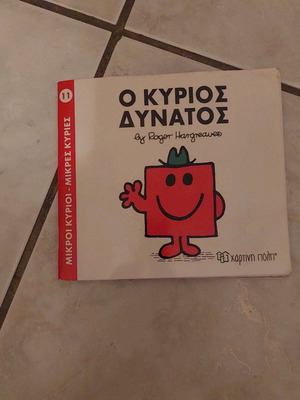 11
ΜΙΚΡΟΙ ΚΥΡΙΟΙ - ΜΙΚΡΕΣ ΚΥΡΙΕΣ
Ο ΚΥΡΙΟΣ
ΔΥΝΑΤΟΣ
by Roger Hargreaves
χάρτινη πόλη